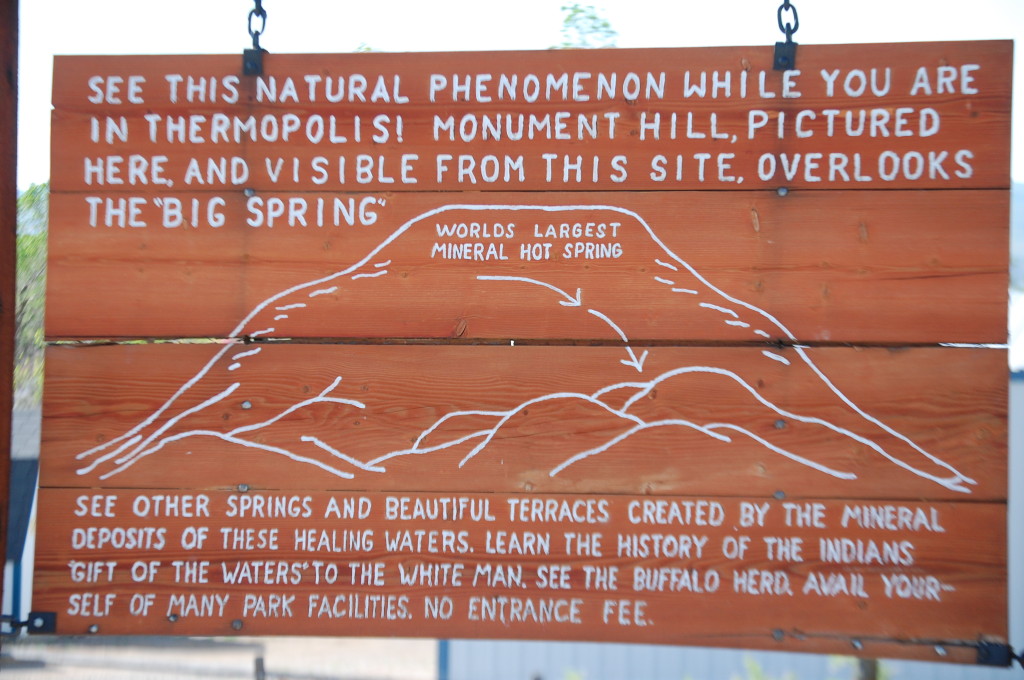 SEE THIS NATURAL PHENOMENON WHILE YOU ARE
IN THERMOPOLIS! MONUMENT HILL, PICTURED
HERE, AND VISIBLE FROM THIS SITE, OVERLOOKS
THE "BIG SPRING"
WORLDS LARGEST
MINERAL HOT SPRING
SEE OTHER SPRINGS AND BEAUTIFUL TERRACES CREATED BY THE MINERAL
DEPOSITS OF THESE HEALING WATERS. LEARN THE HISTORY OF THE INDIANS
"GIFT OF THE WATERS" TO THE WHITE MAN. SEE THE BUFFALO HERD. AVAIL YOUR-
SELF OF MANY PARK FACILITIES. NO ENTRANCE FEE.